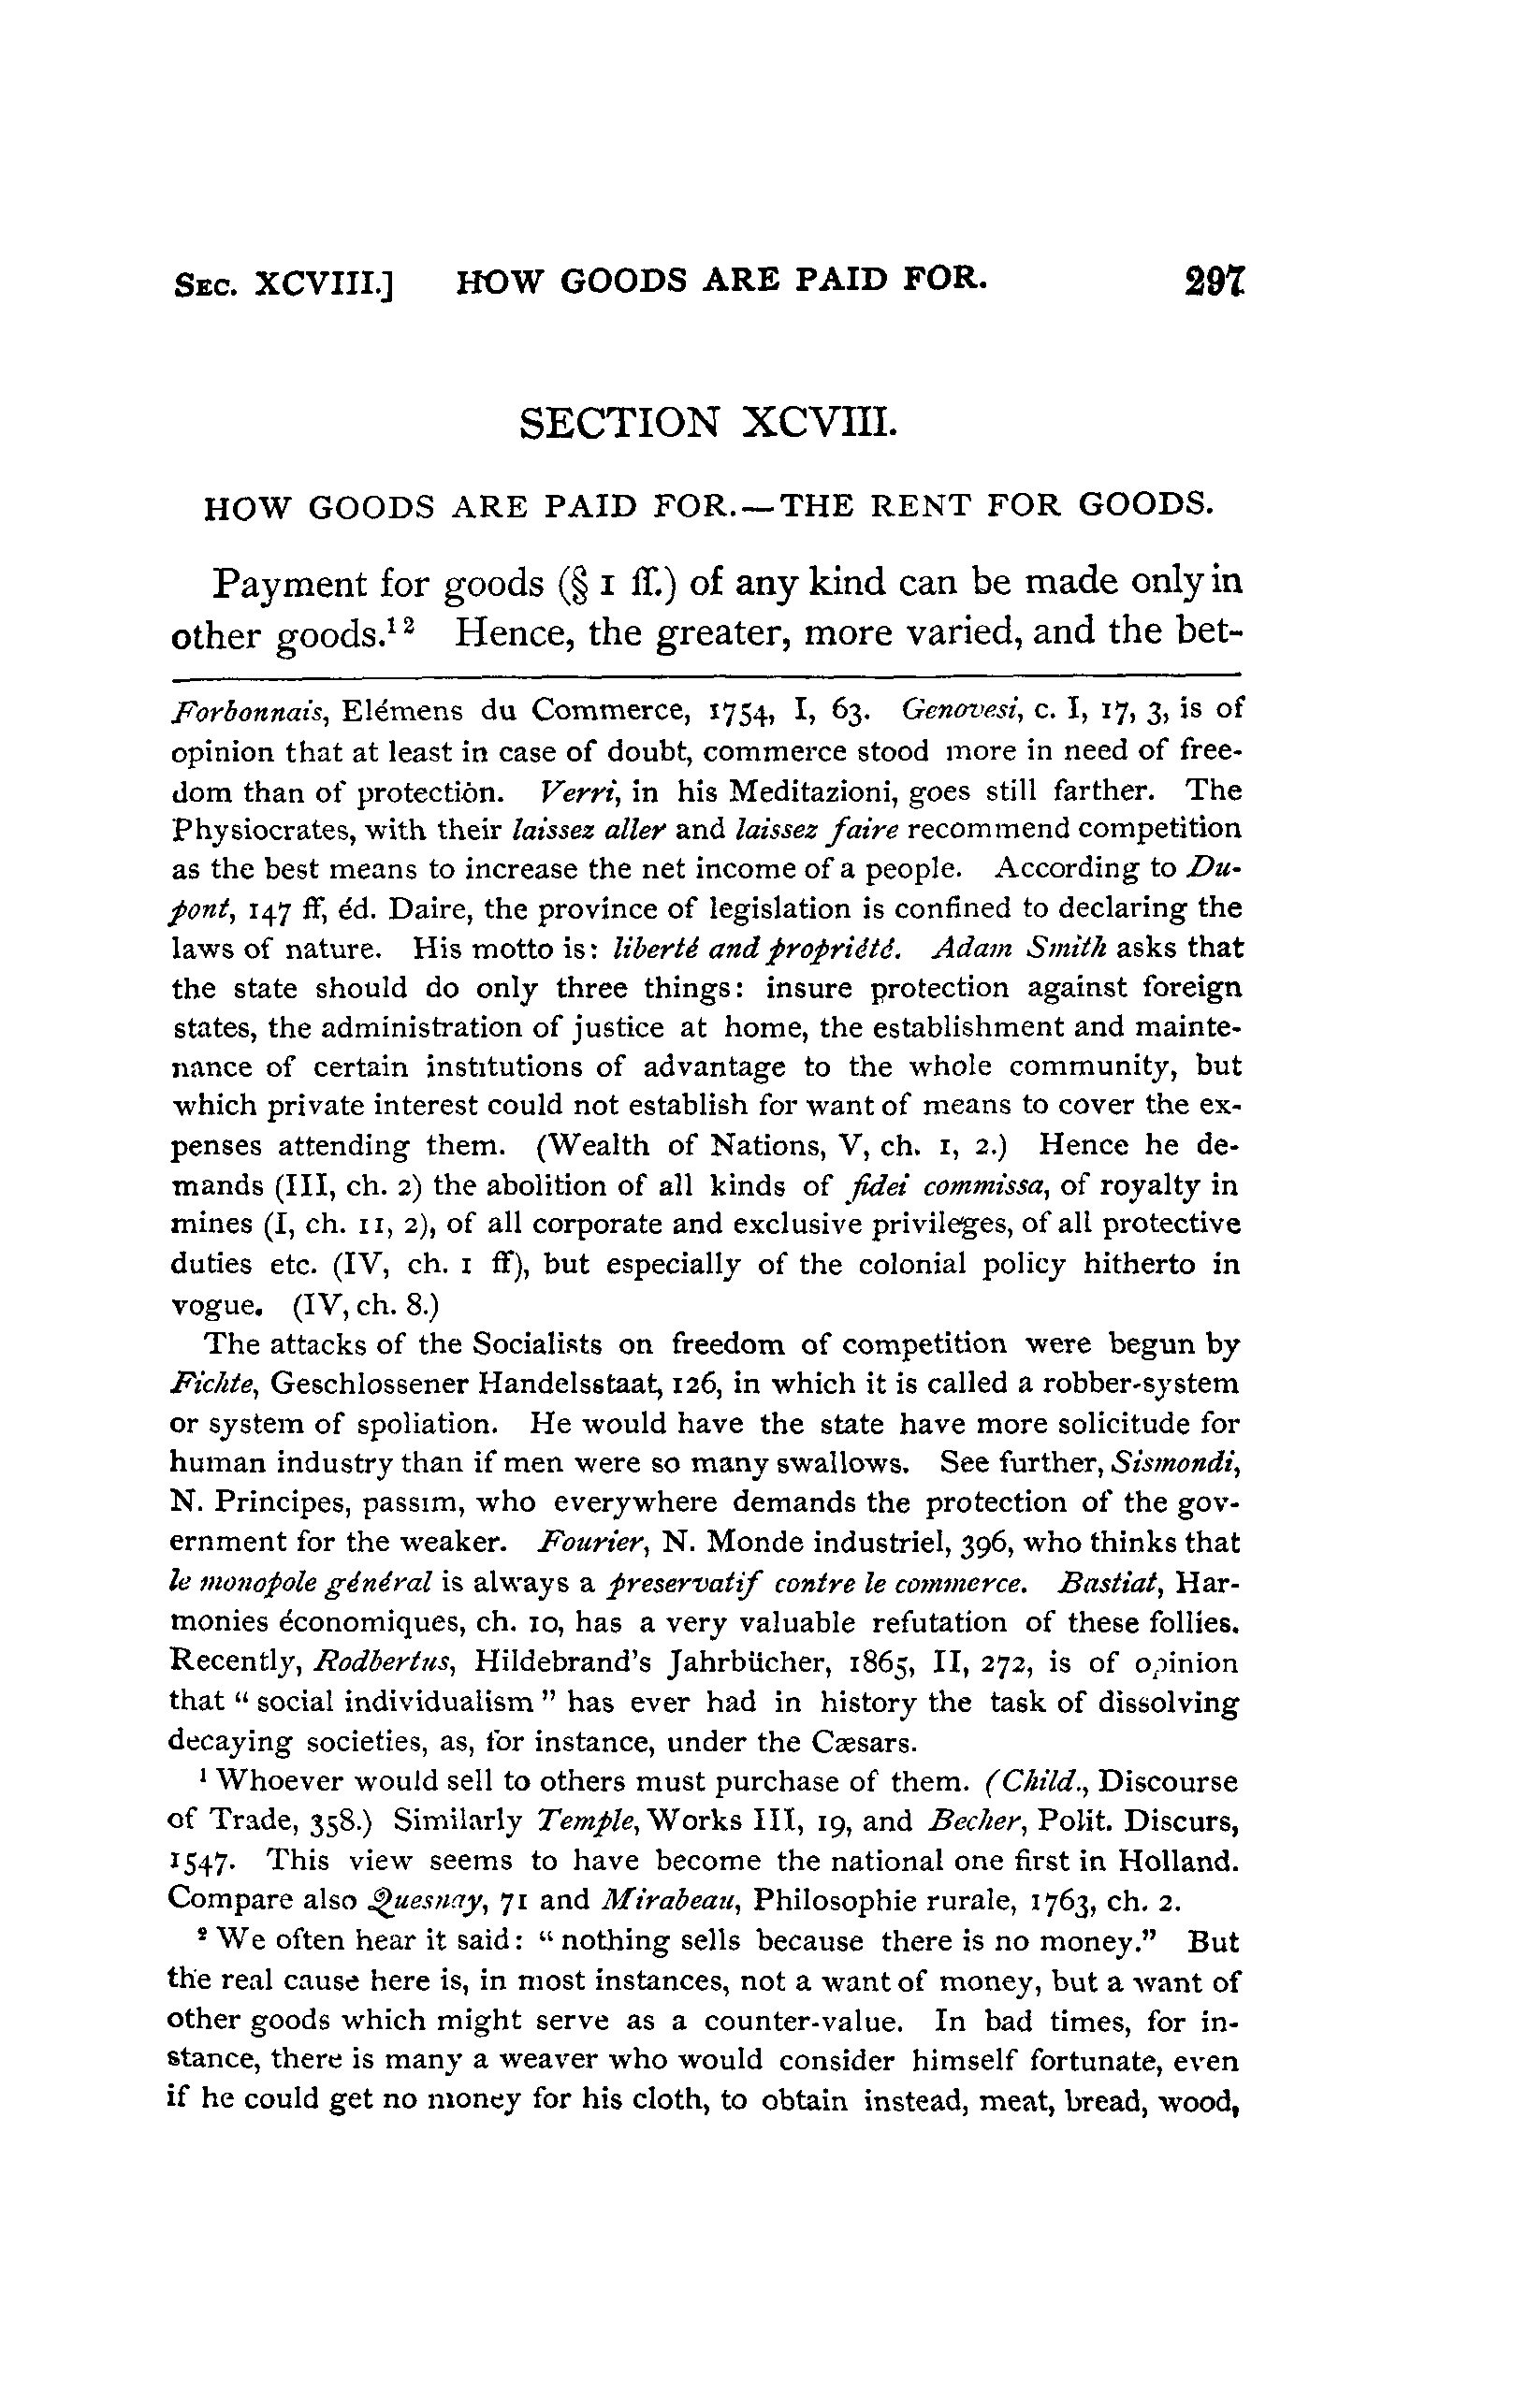 SEC. XCVIII.] HOW GOODS ARE PAID FOR. 297
SECTION XCVIII.
HOW GOODS ARE PAID FOR.—THE RENT FOR GOODS.
Payment for goods (§ 1 ff.) of any kind can be made only in
other goods.¹ ² Hence, the greater, more varied, and the bet-
Forbonnais, Elémens du Commerce, 1754, I, 63. Genovesi, c. I, 17, 3, is of
opinion that at least in case of doubt, commerce stood more in need of free-
dom than of protection. Verri, in his Meditazioni, goes still farther. The
Physiocrates, with their laissez aller and laissez faire recommend competition
as the best means to increase the net income of a people. According to Du-
pont, 147 ff, éd. Daire, the province of legislation is confined to declaring the
laws of nature. His motto is: liberté and propriété. Adam Smith asks that
the state should do only three things: insure protection against foreign
states, the administration of justice at home, the establishment and mainte-
nance of certain institutions of advantage to the whole community, but
which private interest could not establish for want of means to cover the ex-
penses attending them. (Wealth of Nations, V, ch. 1, 2.) Hence he de-
mands (III, ch. 2) the abolition of all kinds of fidei commissa, of royalty in
mines (I, ch. 11, 2), of all corporate and exclusive privileges, of all protective
duties etc. (IV, ch. 1 ff), but especially of the colonial policy hitherto in
vogue. (IV, ch. 8.)
The attacks of the Socialists on freedom of competition were begun by
Fichte, Geschlossener Handelsstaat, 126, in which it is called a robber-system
or system of spoliation. He would have the state have more solicitude for
human industry than if men were so many swallows. See further, Sismondi,
N. Principes, passim, who everywhere demands the protection of the gov-
ernment for the weaker. Fourier, N. Monde industriel, 396, who thinks that
le monopole général is always a preservatif contre le commerce. Bastiat, Har-
monies économiques, ch. 10, has a very valuable refutation of these follies.
Recently, Rodbertus, Hildebrand's Jahrbücher, 1865, II, 272, is of opinion
that "social individualism" has ever had in history the task of dissolving
decaying societies, as, for instance, under the Cæsars.
¹ Whoever would sell to others must purchase of them. (Child., Discourse
of Trade, 358.) Similarly Temple, Works III, 19, and Becher, Polit. Discurs,
1547. This view seems to have become the national one first in Holland.
Compare also Quesnay, 71 and Mirabeau, Philosophie rurale, 1763, ch. 2.
² We often hear it said: "nothing sells because there is no money." But
the real cause here is, in most instances, not a want of money, but a want of
other goods which might serve as a counter-value. In bad times, for in-
stance, there is many a weaver who would consider himself fortunate, even
if he could get no money for his cloth, to obtain instead, meat, bread, wood,